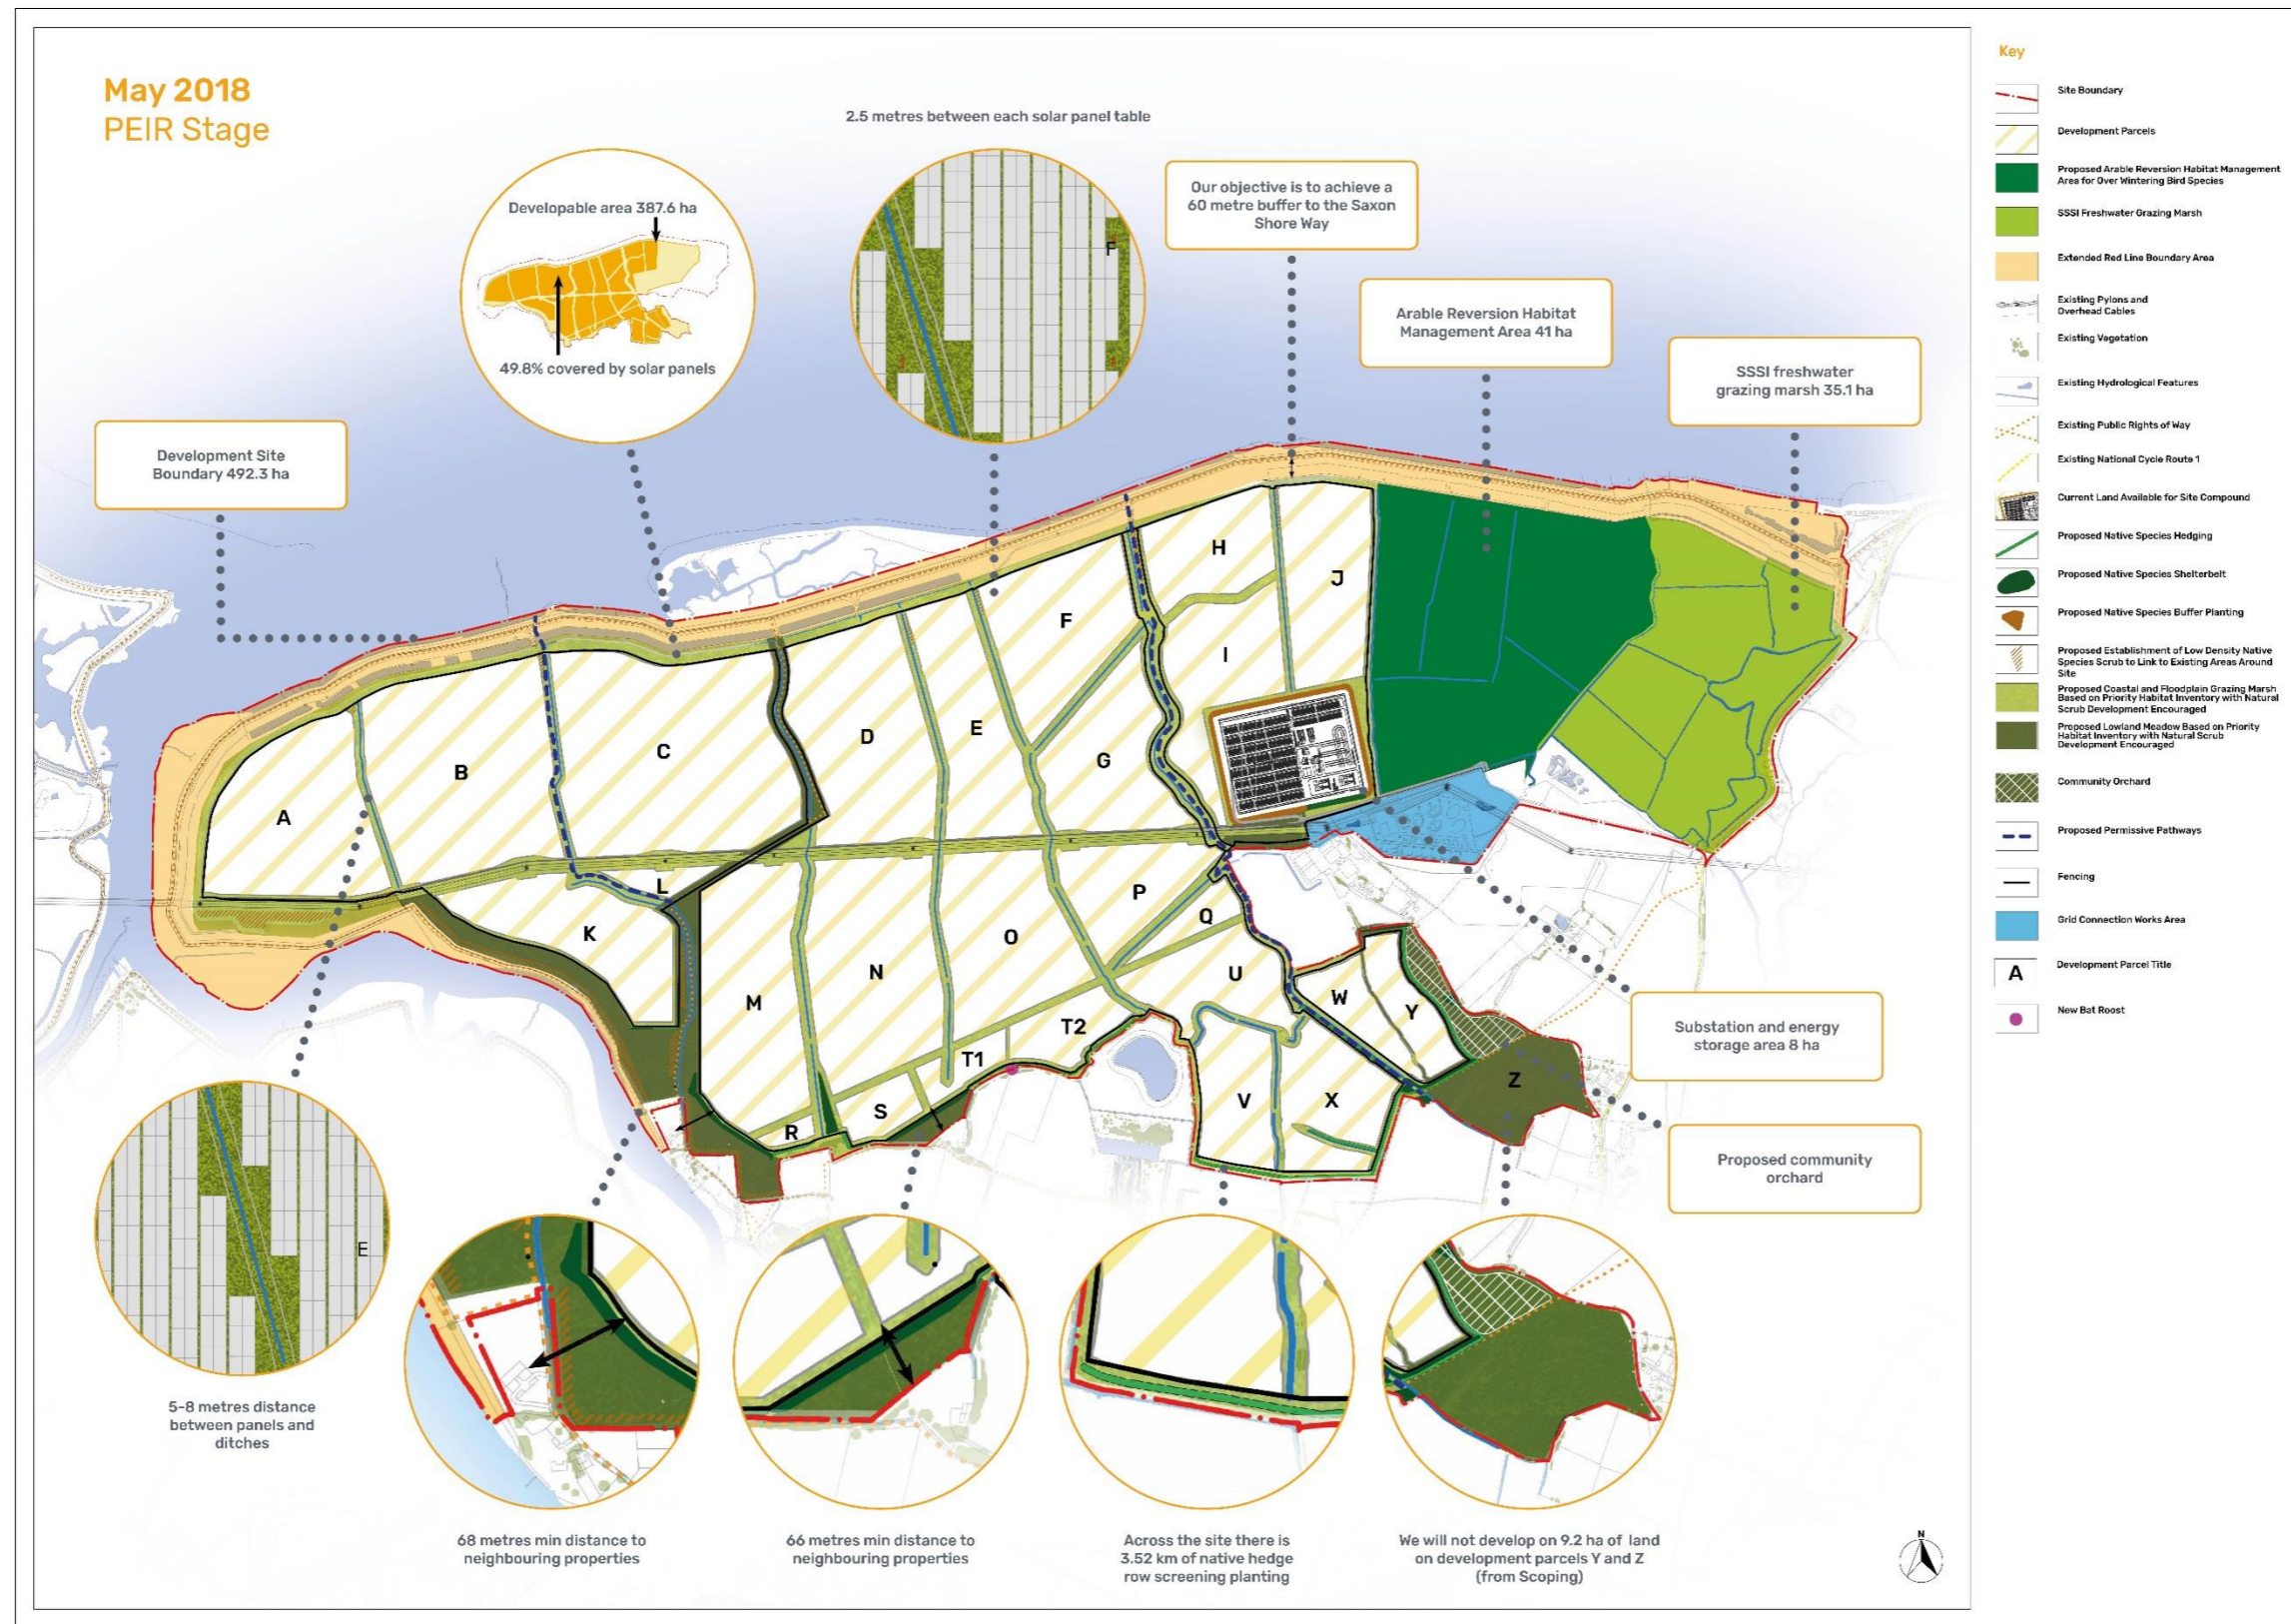 May 2018
PEIR Stage
2.5 metres between each solar panel table
Developable area 387.6 ha
49.8% covered by solar panels
F
Our objective is to achieve a
60 metre buffer to the Saxon
Shore Way
Arable Reversion Habitat
Management Area 41 ha
SSSI freshwater
grazing marsh 35.1 ha
Development Site
Boundary 492.3 ha
H
J
F
I
D
E
C
G
B
A
L
P
K
Q
O
N
U
M
W
Y
T2
T1
Z
S
V
X
R
Substation and energy
storage area 8 ha
Proposed community
orchard
E
5-8 metres distance
between panels and
ditches
68 metres min distance to
neighbouring properties
66 metres min distance to
neighbouring properties
Across the site there is
3.52 km of native hedge
row screening planting
We will not develop on 9.2 ha of land
on development parcels Y and Z
(from Scoping)
N
Key
Site Boundary
Development Parcels
Proposed Arable Reversion Habitat Management
Area for Over Wintering Bird Species
SSSI Freshwater Grazing Marsh
Extended Red Line Boundary Area
Existing Pylons and
Overhead Cables
Existing Vegetation
Existing Hydrological Features
Existing Public Rights of Way
Existing National Cycle Route 1
Current Land Available for Site Compound
Proposed Native Species Hedging
Proposed Native Species Shelterbelt
Proposed Native Species Buffer Planting
Proposed Establishment of Low Density Native
Species Scrub to Link to Existing Areas Around
Site
Proposed Coastal and Floodplain Grazing Marsh
Based on Priority Habitat Inventory with Natural
Scrub Development Encouraged
Proposed Lowland Meadow Based on Priority
Habitat Inventory with Natural Scrub
Development Encouraged
Community Orchard
Proposed Permissive Pathways
Fencing
Grid Connection Works Area
A
Development Parcel Title
New Bat Roost